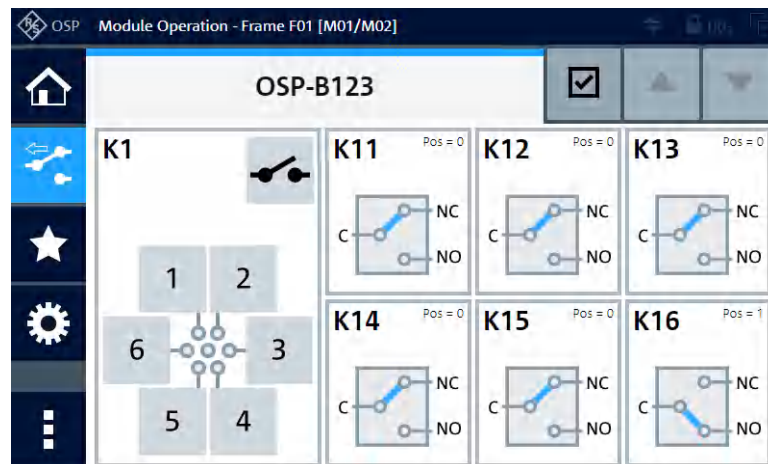 R&S OSP Module Operation - Frame F01 [M01/M02]
OSP-B123
K1
1 2
6 3
5 4
K11 Pos = 0
C NC NO
K12 Pos = 0
C NC NO
K13 Pos = 0
C NC NO
K14 Pos = 0
C NC NO
K15 Pos = 0
C NC NO
K16 Pos = 1
C NC NO